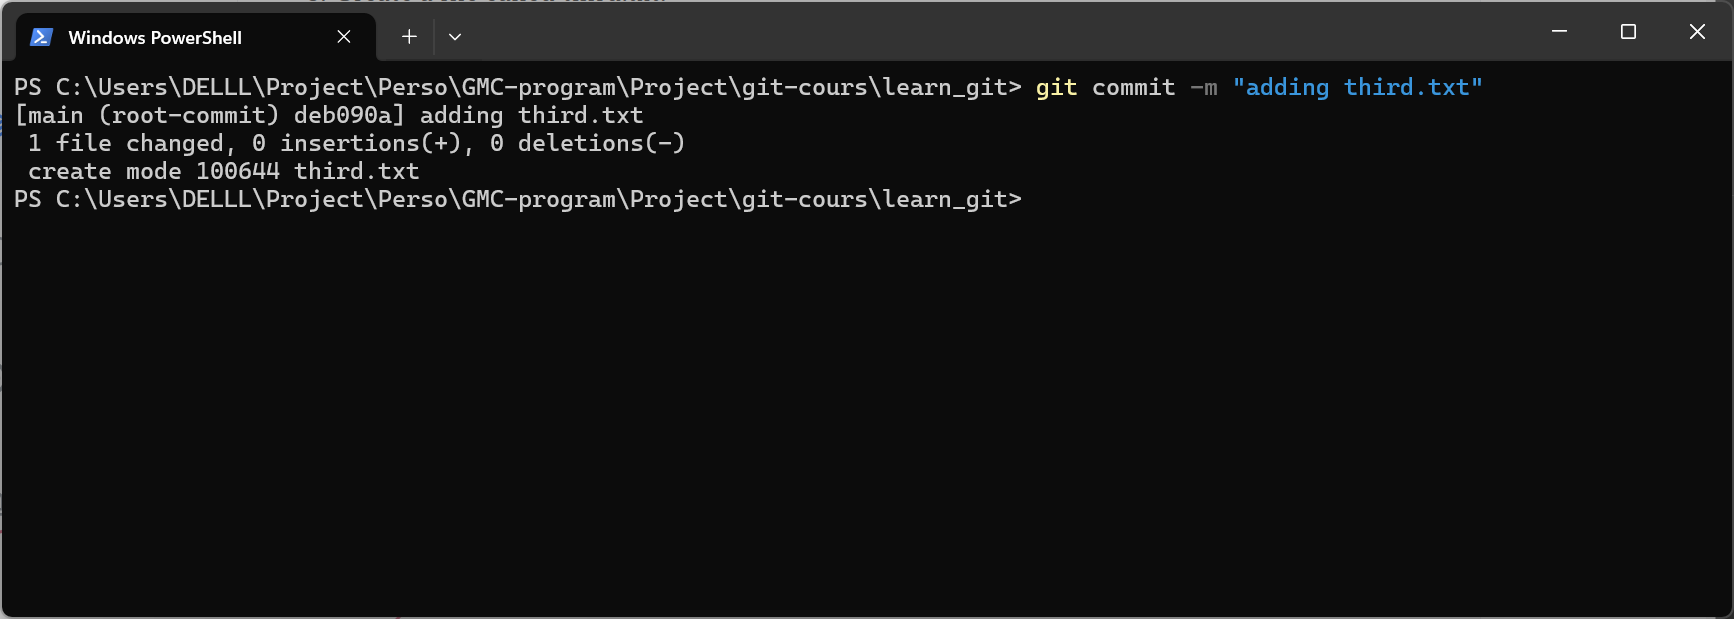 Windows PowerShell
PS C:\Users\DELLL\Project\Perso\GMC-program\Project\git-cours\learn_git> git commit -m "adding third.txt"
[main (root-commit) deb090a] adding third.txt
 1 file changed, 0 insertions(+), 0 deletions(-)
 create mode 100644 third.txt
PS C:\Users\DELLL\Project\Perso\GMC-program\Project\git-cours\learn_git>